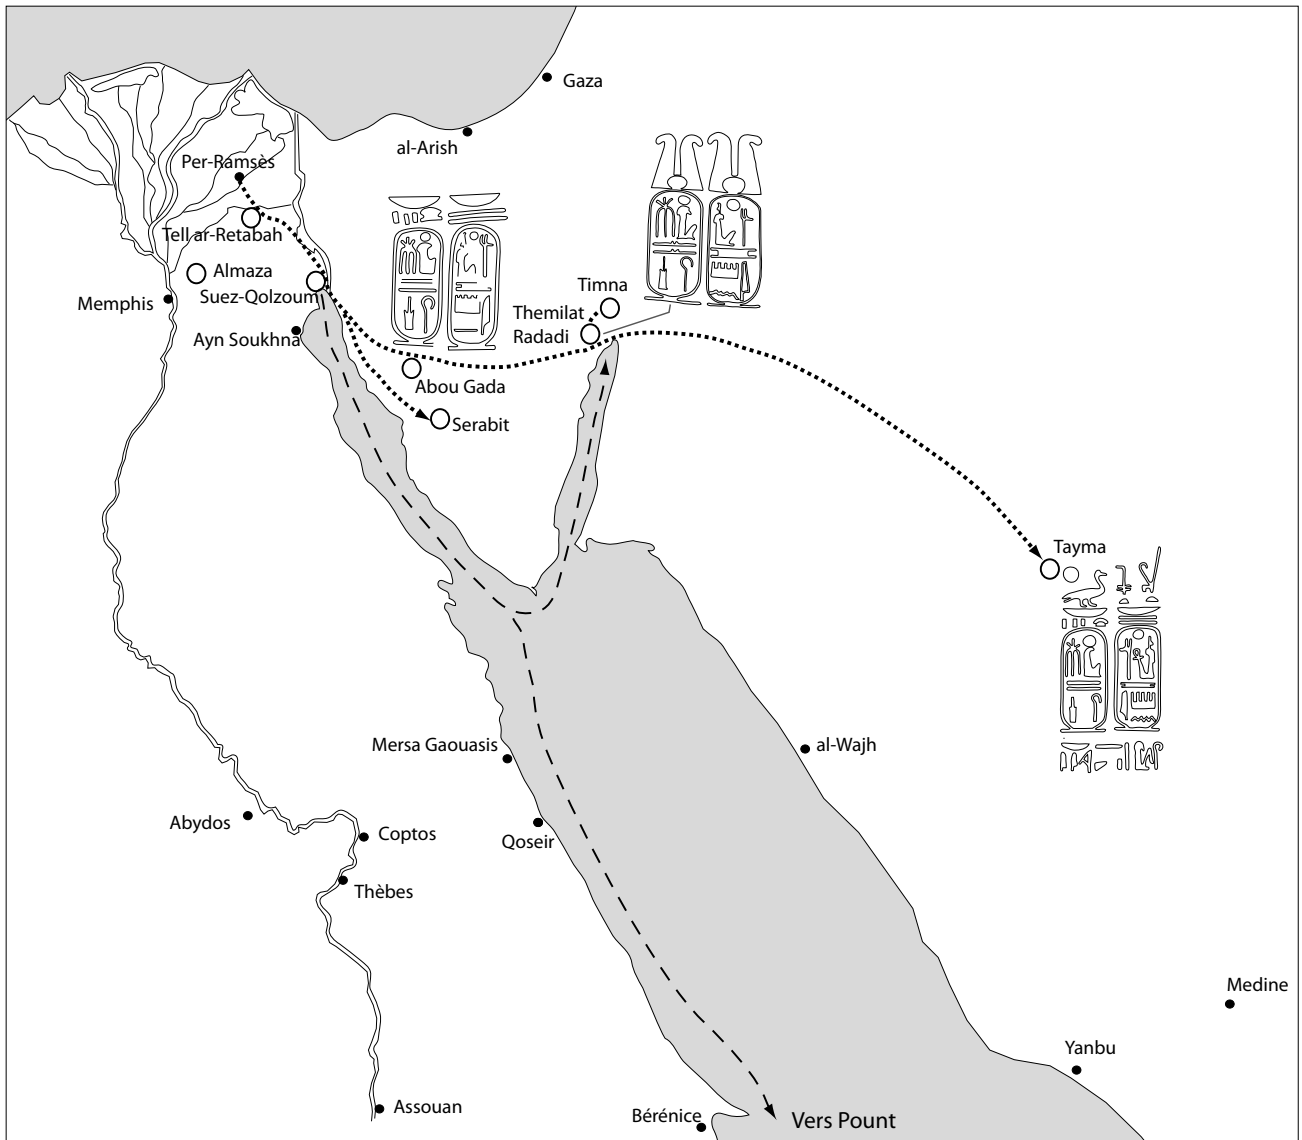 Gaza
al-Arish
Per-Ramsès
Tell ar-Retabah
Almaza
Suez-Qolzoum
Memphis
Ayn Soukhna
Timna
Themilat
Radadi
Abou Gada
Serabit
Tayma
Mersa Gaouasis
al-Wajh
Abydos
Coptos
Qoseir
Thèbes
Medine
Yanbu
Assouan
Bérénice
Vers Pount